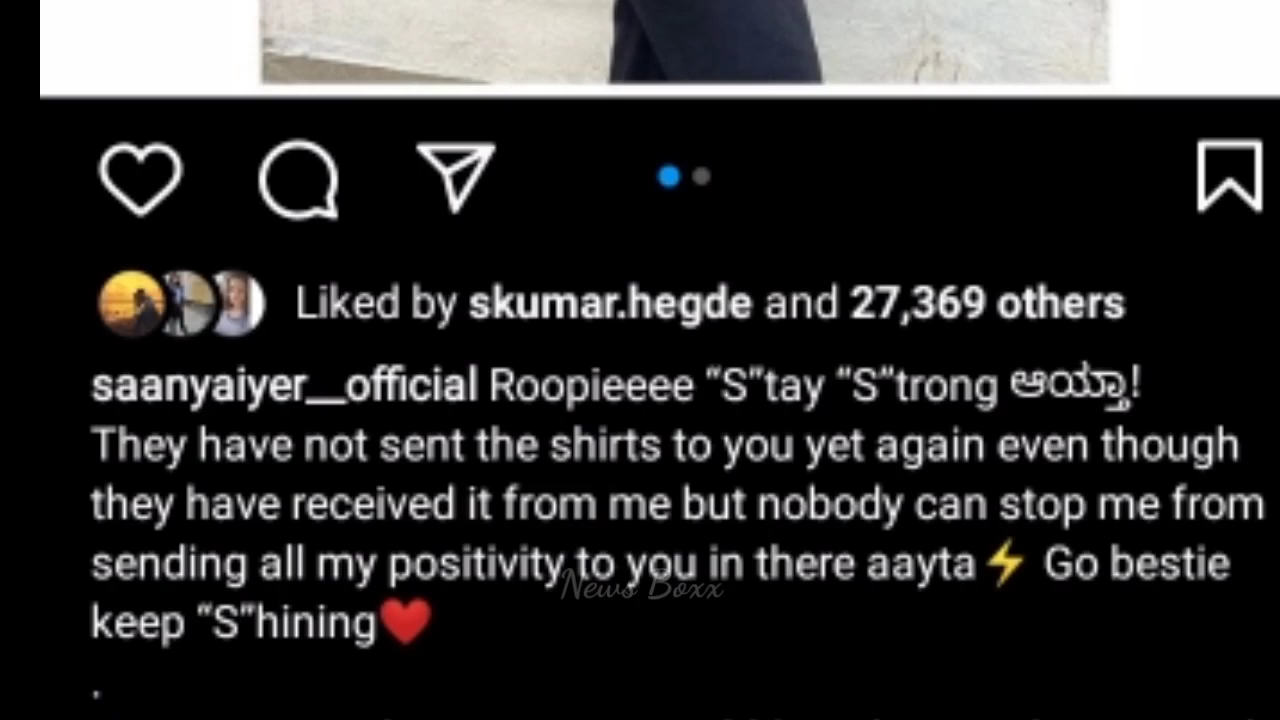 Liked by skumar.hegde and 27,369 others
saanyaiyer__official Roopieeee “S”tay “S”trong ಆಯ್ತಾ!
They have not sent the shirts to you yet again even though
they have received it from me but nobody can stop me from
sending all my positivity to you in there aayta⚡ Go bestie
keep “S”hining❤️
.
News Boxx